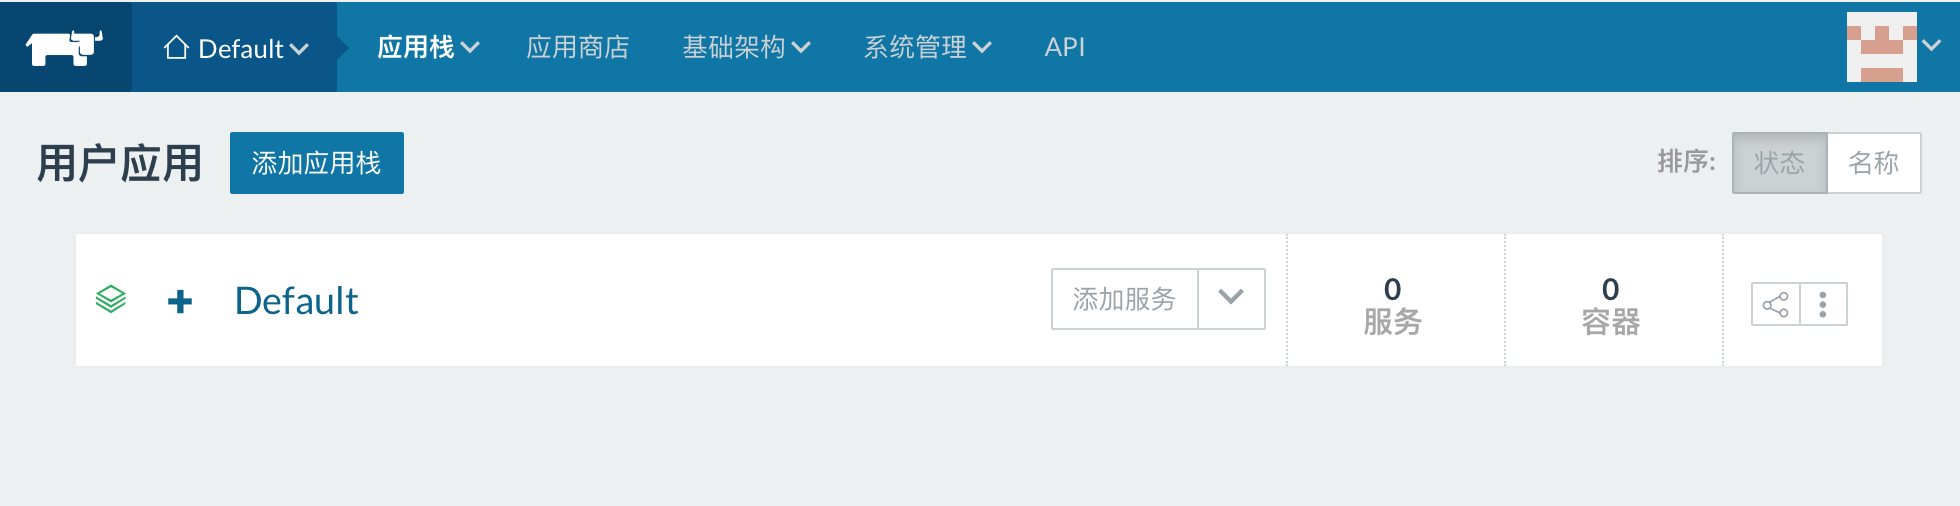 Default 应用栈 应用商店 基础架构 系统管理 API
用户应用 添加应用栈 排序: 状态 名称
Default 添加服务 0 服务 0 容器